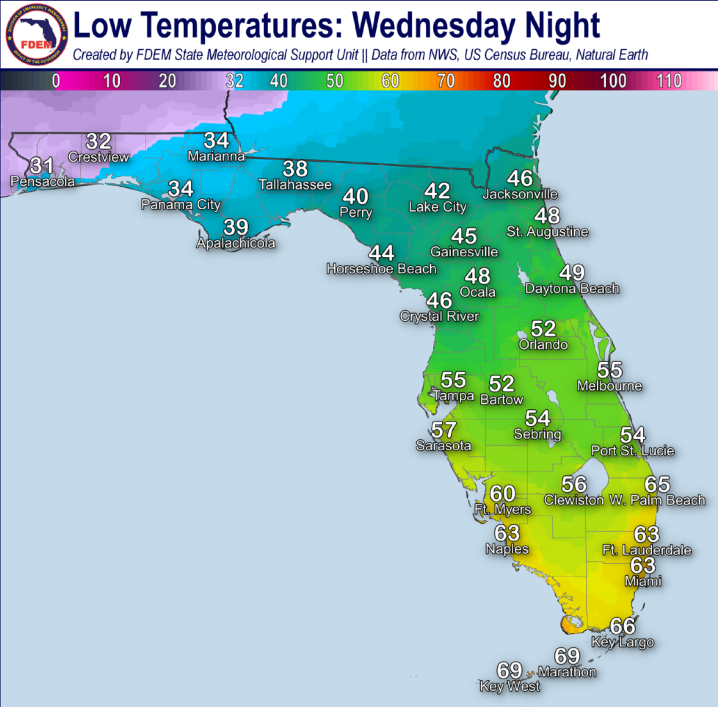 Low Temperatures: Wednesday Night
FDEM
Created by FDEM State Meteorological Support Unit || Data from NWS, US Census Bureau, Natural Earth
0 10 20 32 40 50 60 70 80 90 100 110
32
Crestview
34
Marianna
31
Pensacola
38
Tallahassee
34
Panama City
40
Perry
42
Lake City
46
Jacksonville
39
Apalachicola
48
St. Augustine
45
Gainesville
44
Horseshoe Beach
48
Ocala
49
Daytona Beach
46
Crystal River
52
Orlando
55
Melbourne
55
Tampa
52
Bartow
57
Sarasota
54
Sebring
54
Port St. Lucie
60
Ft. Myers
56
Clewiston
65
W. Palm Beach
63
Naples
63
Ft. Lauderdale
63
Miami
66
Key Largo
69
Marathon
69
Key West